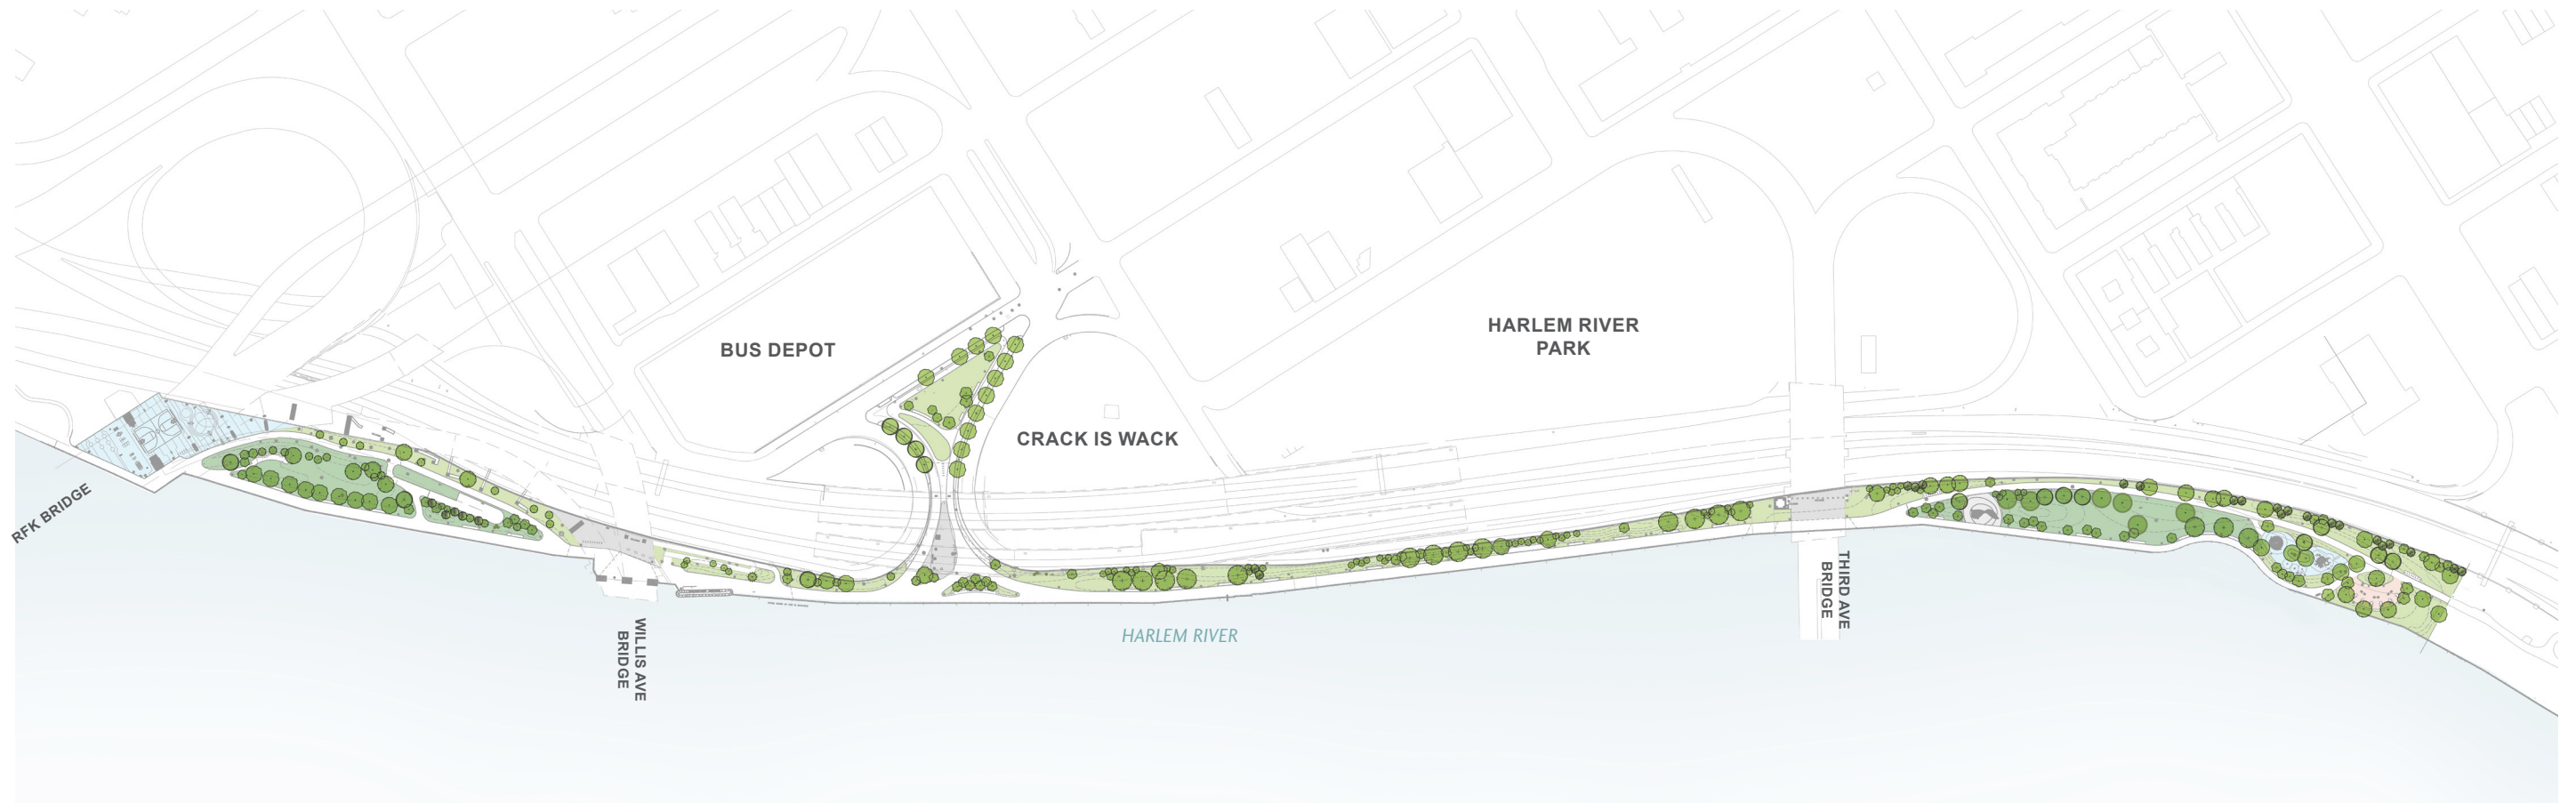 BUS DEPOT
CRACK IS WACK
HARLEM RIVER
PARK
RFK BRIDGE
WILLIS AVE
BRIDGE
HARLEM RIVER
THIRD AVE
BRIDGE